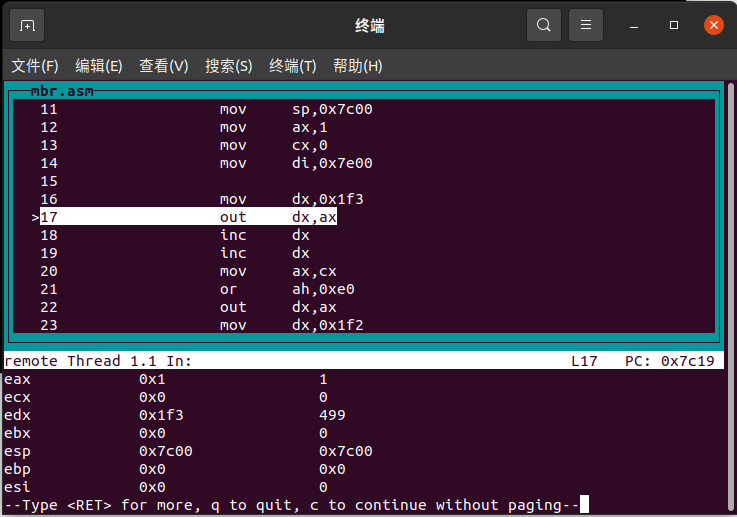 终端
文件(F) 编辑(E) 查看(V) 搜索(S) 终端(T) 帮助(H)
mbr.asm
11 mov sp,0x7c00
12 mov ax,1
13 mov cx,0
14 mov di,0x7e00
15
16 mov dx,0x1f3
>17 out dx,ax
18 inc dx
19 inc dx
20 mov ax,cx
21 or ah,0xe0
22 out dx,ax
23 mov dx,0x1f2
remote Thread 1.1 In: L17 PC: 0x7c19
eax 0x1 1
ecx 0x0 0
edx 0x1f3 499
ebx 0x0 0
esp 0x7c00 0x7c00
ebp 0x0 0x0
esi 0x0 0
--Type <RET> for more, q to quit, c to continue without paging--